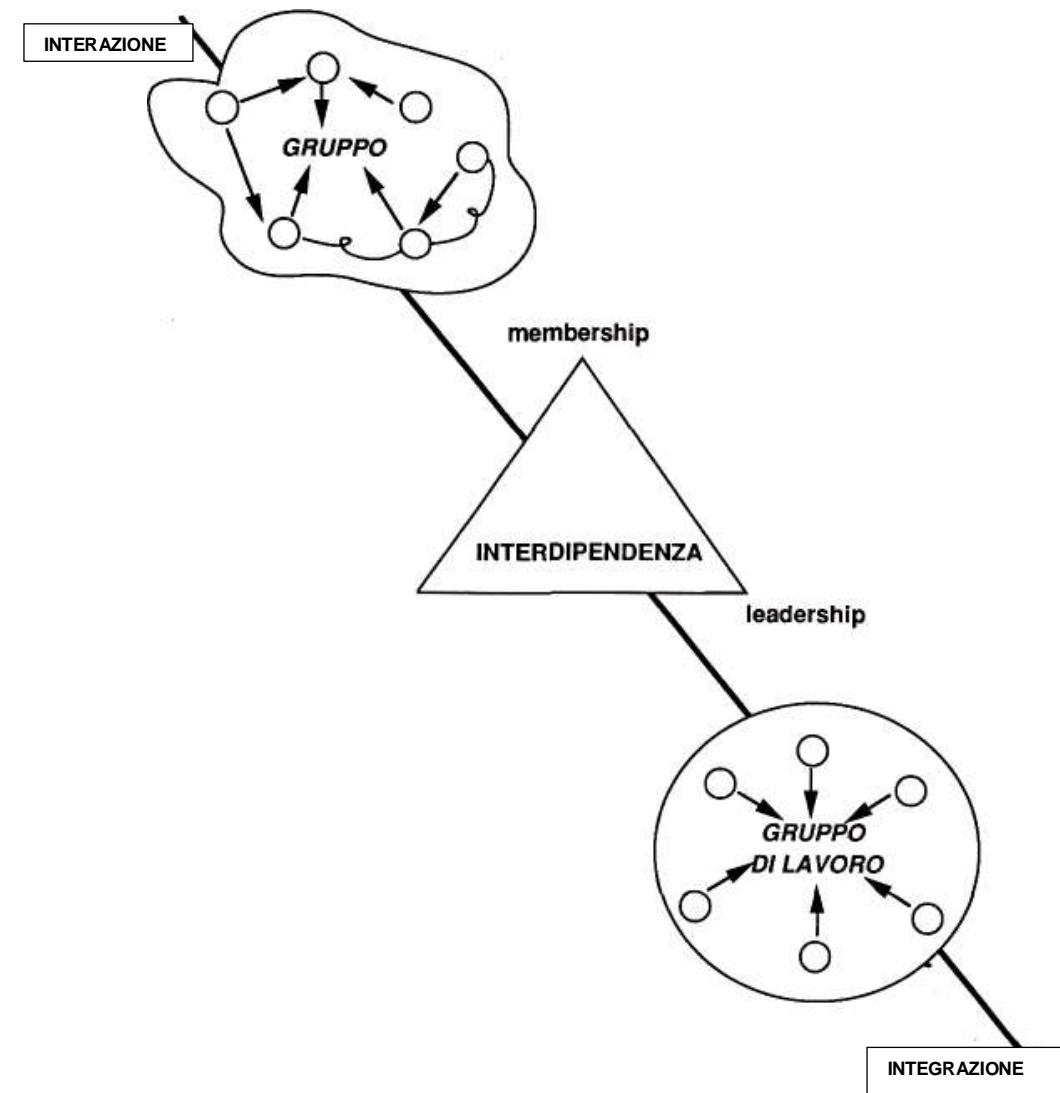 INTERAZIONE
GRUPPO
membership
INTERDIPENDENZA
leadership
GRUPPO
DI LAVORO
INTEGRAZIONE